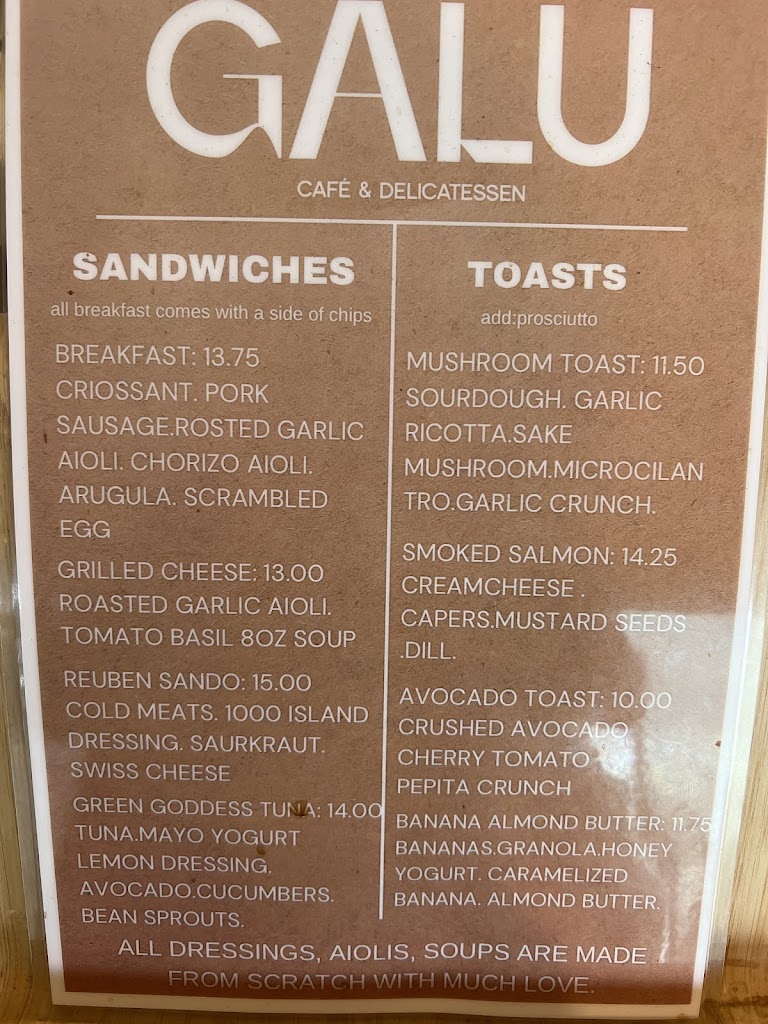 GALU
CAFÉ & DELICATESSEN
SANDWICHES
all breakfast comes with a side of chips
BREAKFAST: 13.75
CRIOSSANT. PORK
SAUSAGE.ROSTED GARLIC
AIOLI. CHORIZO AIOLI.
ARUGULA. SCRAMBLED
EGG
GRILLED CHEESE: 13.00
ROASTED GARLIC AIOLI.
TOMATO BASIL 8OZ SOUP
REUBEN SANDO: 15.00
COLD MEATS. 1000 ISLAND
DRESSING. SAURKRAUT.
SWISS CHEESE
GREEN GODDESS TUNA: 14.00
TUNA.MAYO YOGURT
LEMON DRESSING.
AVOCADO.CUCUMBERS.
BEAN SPROUTS.
TOASTS
add:prosciutto
MUSHROOM TOAST: 11.50
SOURDOUGH. GARLIC
RICOTTA.SAKE
MUSHROOM.MICROCILAN
TRO.GARLIC CRUNCH.
SMOKED SALMON: 14.25
CREAMCHEESE .
CAPERS.MUSTARD SEEDS
.DILL.
AVOCADO TOAST: 10.00
CRUSHED AVOCADO
CHERRY TOMATO
PEPITA CRUNCH
BANANA ALMOND BUTTER: 11.75
BANANAS.GRANOLA.HONEY
YOGURT. CARAMELIZED
BANANA. ALMOND BUTTER.
ALL DRESSINGS, AIOLIS, SOUPS ARE MADE
FROM SCRATCH WITH MUCH LOVE.